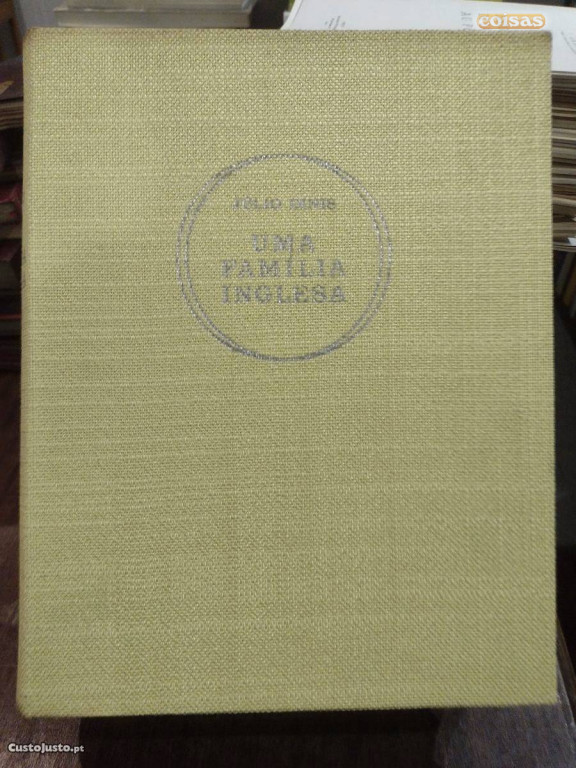 coisas
JÚLIO DINIS
UMA
FAMÍLIA
INGLESA
CustoJusto.pt